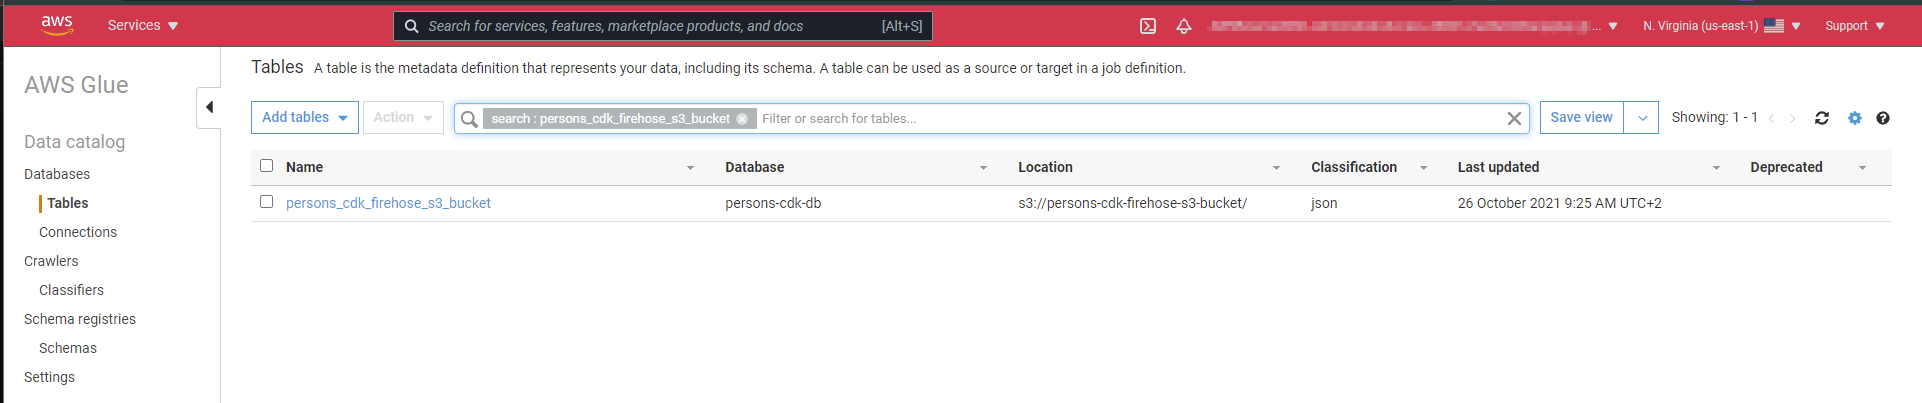 aws Services Search for services, features, marketplace products, and docs [Alt+S] ... N. Virginia (us-east-1) Support
AWS Glue
Data catalog
Databases
Tables
Connections
Crawlers
Classifiers
Schema registries
Schemas
Settings
Tables A table is the metadata definition that represents your data, including its schema. A table can be used as a source or target in a job definition.
Add tables Action search : persons_cdk_firehose_s3_bucket Filter or search for tables... Save view Showing: 1 - 1
Name Database Location Classification Last updated Deprecated
persons_cdk_firehose_s3_bucket persons-cdk-db s3://persons-cdk-firehose-s3-bucket/ json 26 October 2021 9:25 AM UTC+2